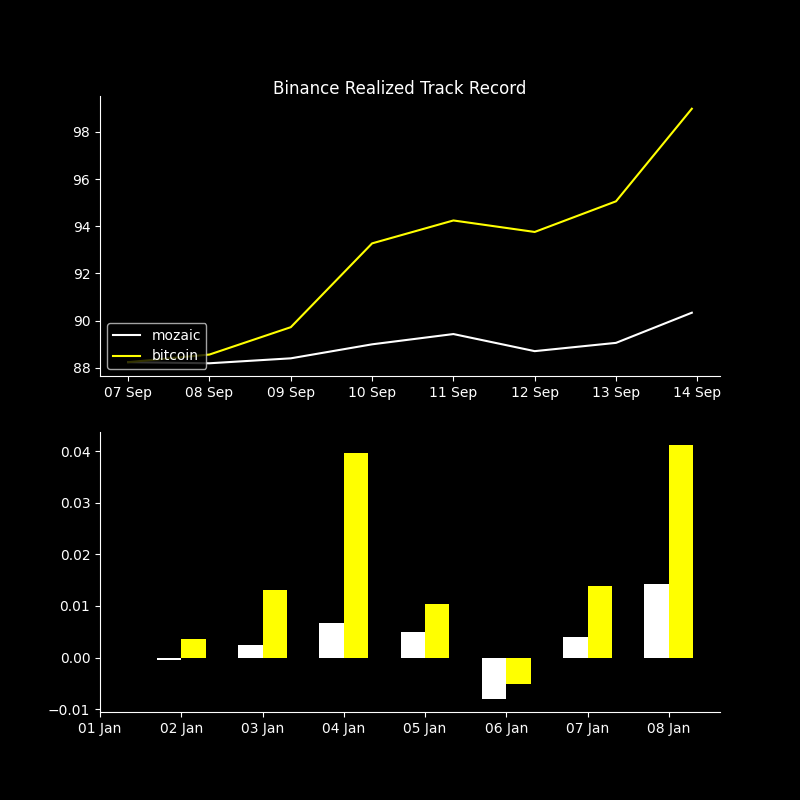 Binance Realized Track Record
98
96
94
92
90
88
mozaic
bitcoin
07 Sep 08 Sep 09 Sep 10 Sep 11 Sep 12 Sep 13 Sep 14 Sep
0.04
0.03
0.02
0.01
0.00
−0.01
01 Jan 02 Jan 03 Jan 04 Jan 05 Jan 06 Jan 07 Jan 08 Jan